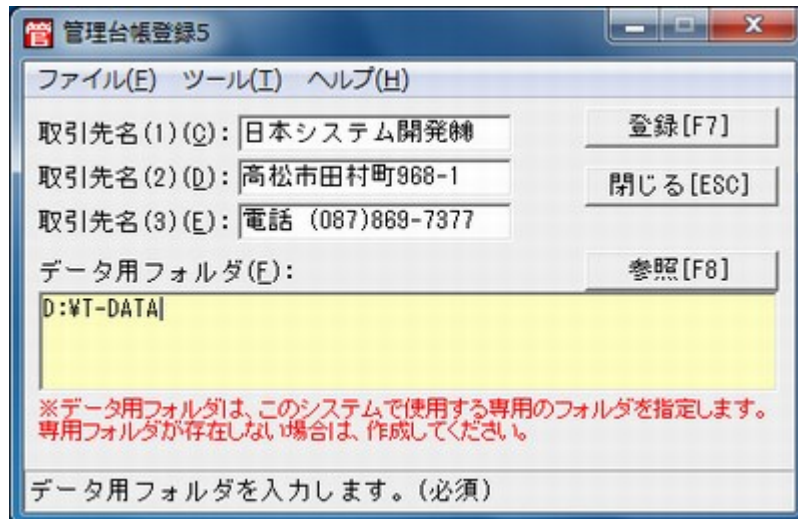 管 管理台帳登録5
ファイル(F) ツール(T) ヘルプ(H)
取引先名(1)(C): 日本システム開発㈱ 登録[F7]
取引先名(2)(D): 高松市田村町968-1 閉じる[ESC]
取引先名(3)(E): 電話 (087)869-7377
データ用フォルダ(F): 参照[F8]
D:¥T-DATA
※データ用フォルダは、このシステムで使用する専用のフォルダを指定します。
専用フォルダが存在しない場合は、作成してください。
データ用フォルダを入力します。(必須)